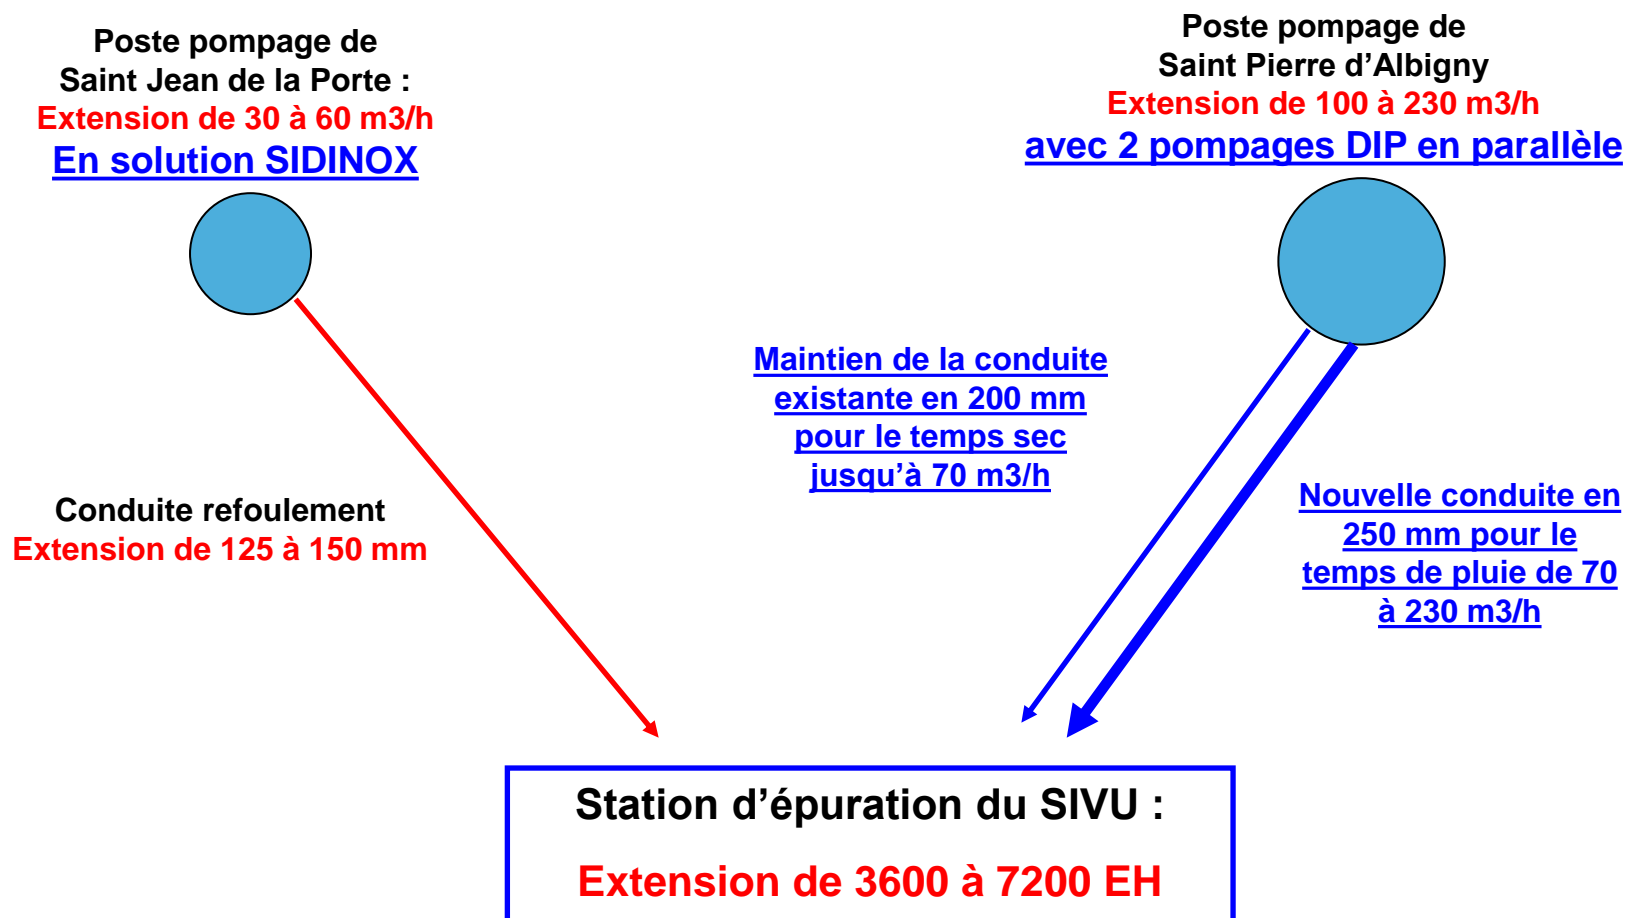 Poste pompage de
Saint Jean de la Porte :
Extension de 30 à 60 m3/h
En solution SIDINOX
Poste pompage de
Saint Pierre d’Albigny
Extension de 100 à 230 m3/h
avec 2 pompages DIP en parallèle
Maintien de la conduite
existante en 200 mm
pour le temps sec
jusqu’à 70 m3/h
Conduite refoulement
Extension de 125 à 150 mm
Nouvelle conduite en
250 mm pour le
temps de pluie de 70
à 230 m3/h
Station d’épuration du SIVU :
Extension de 3600 à 7200 EH